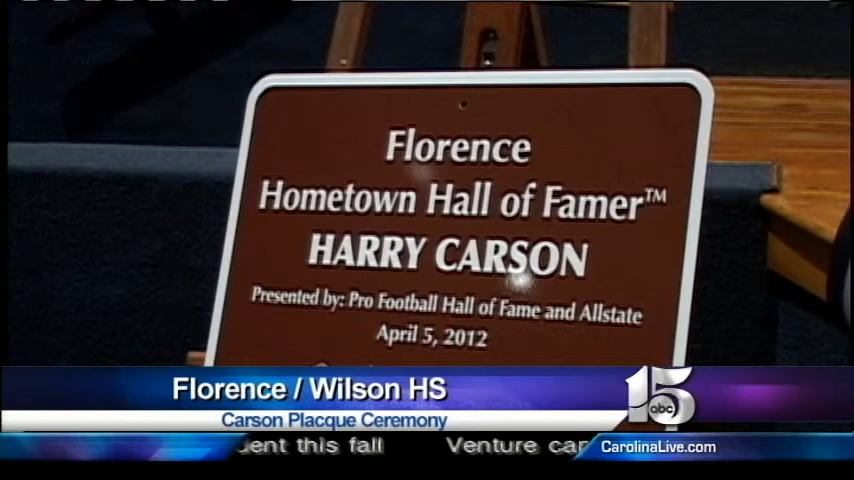 Florence
Hometown Hall of Famer™
HARRY CARSON
Presented by: Pro Football Hall of Fame and Allstate
April 5, 2012
Florence / Wilson HS
15
abc
Carson Placque Ceremony
dent this fall Venture cap
CarolinaLive.com